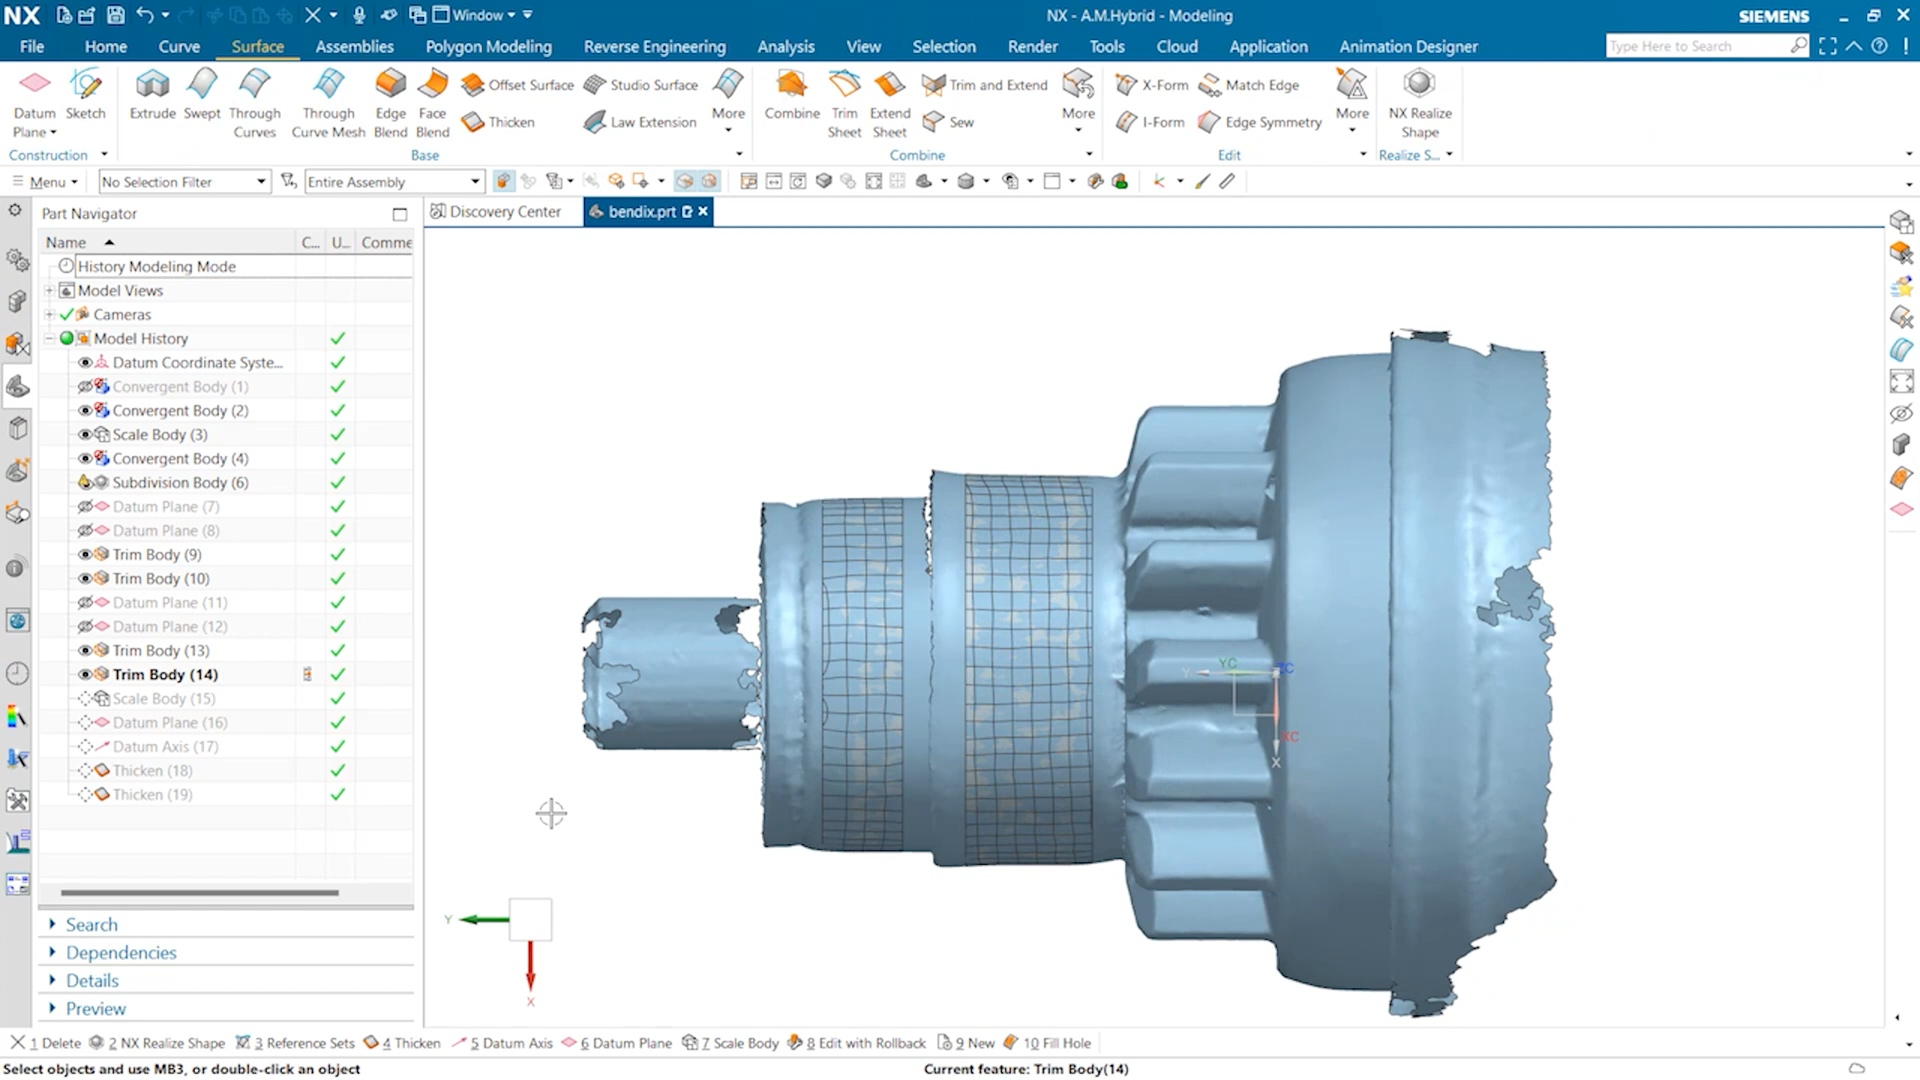 NX
Window
NX - A.M.Hybrid - Modeling
SIEMENS
File
Home
Curve
Surface
Assemblies
Polygon Modeling
Reverse Engineering
Analysis
View
Selection
Render
Tools
Cloud
Application
Animation Designer
Type Here to Search
Datum
Plane
Sketch
Construction
Extrude
Swept
Through
Curves
Through
Curve Mesh
Edge
Blend
Face
Blend
Offset Surface
Thicken
Studio Surface
Law Extension
More
Base
Combine
Trim
Sheet
Extend
Sheet
Trim and Extend
Sew
More
Combine
X-Form
I-Form
Match Edge
Edge Symmetry
More
Edit
NX Realize
Shape
Realize S...
Menu
No Selection Filter
Entire Assembly
Part Navigator
Discovery Center
bendix.prt
Name C... U... Comme
History Modeling Mode
Model Views
Cameras
Model History
Datum Coordinate Syste...
Convergent Body (1)
Convergent Body (2)
Scale Body (3)
Convergent Body (4)
Subdivision Body (6)
Datum Plane (7)
Datum Plane (8)
Trim Body (9)
Trim Body (10)
Datum Plane (11)
Datum Plane (12)
Trim Body (13)
Trim Body (14)
Scale Body (15)
Datum Plane (16)
Datum Axis (17)
Thicken (18)
Thicken (19)
Search
Dependencies
Details
Preview
Y YC ZC
XC
X
Y
X
1 Delete 2 NX Realize Shape 3 Reference Sets 4 Thicken 5 Datum Axis 6 Datum Plane 7 Scale Body 8 Edit with Rollback 9 New 10 Fill Hole
Select objects and use MB3, or double-click an object
Current feature: Trim Body(14)